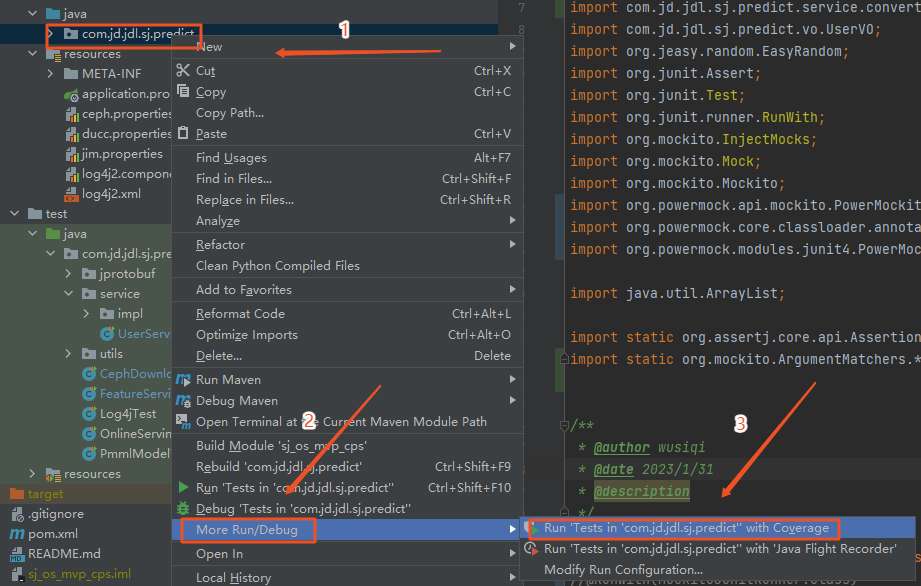 java
com.jd.jdl.sj.predict
resources
META-INF
application.pro
ceph.properties
ducc.properties
jim.properties
log4j2.compon
log4j2.xml
test
java
com.jd.jdl.sj.pre
jprotobuf
service
impl
UserServ
utils
CephDownlo
FeatureServi
Log4jTest
OnlineServin
PmmlModel
resources
target
.gitignore
pom.xml
README.md
sj_os_mvp_cps.iml
1
New
Cut Ctrl+X
Copy Ctrl+C
Copy Path...
Paste Ctrl+V
Find Usages Alt+F7
Find in Files... Ctrl+Shift+F
Replace in Files... Ctrl+Shift+R
Analyze
Refactor
Clean Python Compiled Files
Add to Favorites
Reformat Code Ctrl+Alt+L
Optimize Imports Ctrl+Alt+O
Delete... Delete
Run Maven
Debug Maven
2
Open Terminal at the Current Maven Module Path
Build Module 'sj_os_mvp_cps'
Rebuild 'com.jd.jdl.sj.predict' Ctrl+Shift+F9
Run 'Tests in 'com.jd.jdl.sj.predict'' Ctrl+Shift+F10
Debug 'Tests in 'com.jd.jdl.sj.predict''
More Run/Debug
Open In
Local History
7
8
import com.jd.jdl.sj.predict.service.convert
import com.jd.jdl.sj.predict.vo.UserVO;
import org.jeasy.random.EasyRandom;
import org.junit.Assert;
import org.junit.Test;
import org.junit.runner.RunWith;
import org.mockito.InjectMocks;
import org.mockito.Mock;
import org.mockito.Mockito;
import org.powermock.api.mockito.PowerMockit
import org.powermock.core.classloader.annota
import org.powermock.modules.junit4.PowerMoc
import java.util.ArrayList;
import static org.assertj.core.api.Assertion
import static org.mockito.ArgumentMatchers.*
/**
* @author wusiqi
3
* @date 2023/1/31
* @description
*/
Run 'Tests in 'com.jd.jdl.sj.predict'' with Coverage
Run 'Tests in 'com.jd.jdl.sj.predict'' with 'Java Flight Recorder'
Modify Run Configuration...